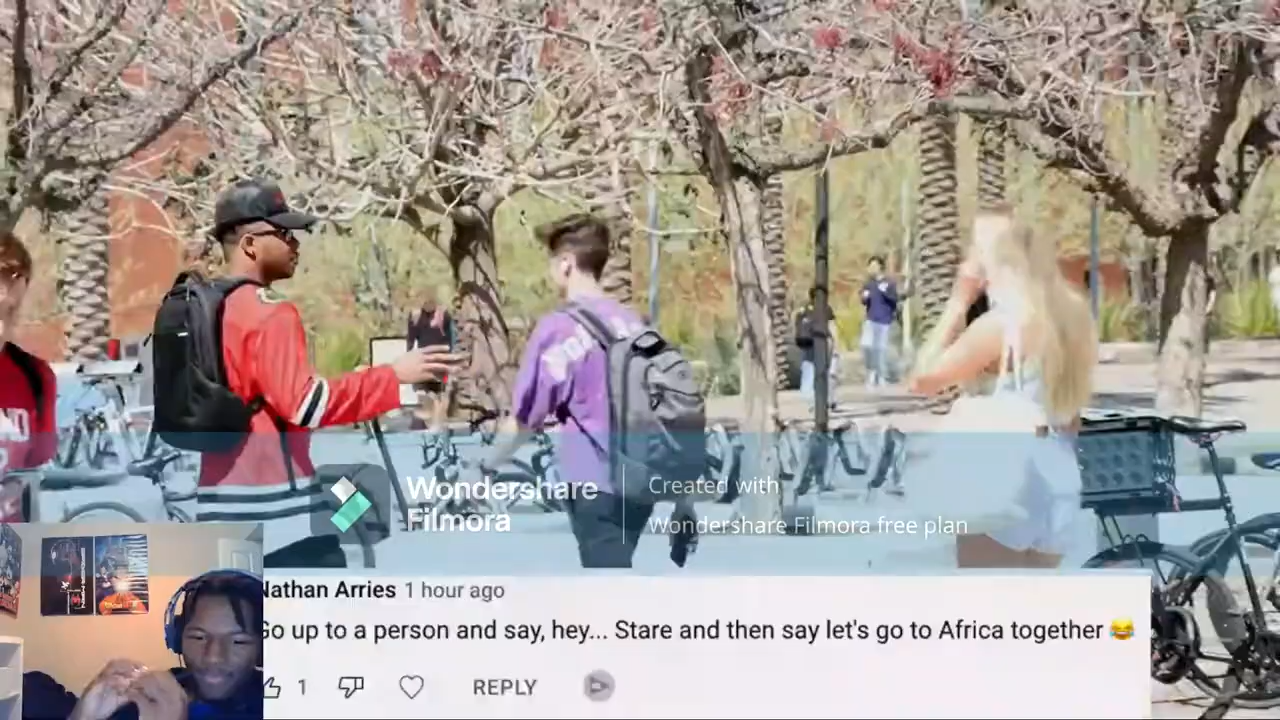 Wondershare
Filmora
Created with
Wondershare Filmora free plan
Nathan Arries 1 hour ago
Go up to a person and say, hey... Stare and then say let's go to Africa together 😂
1
REPLY